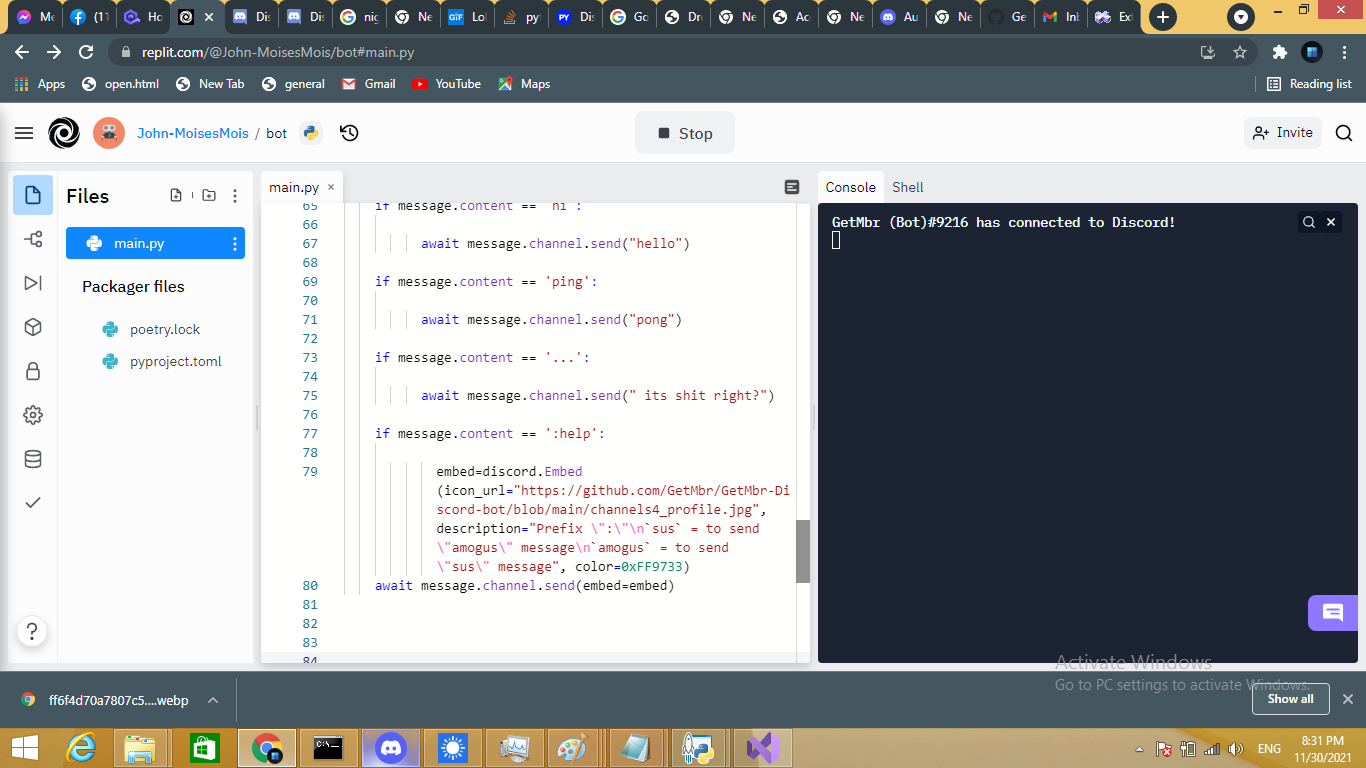 Me
(1
Ho
Dis
Dis
Ne
GIF Lo
pyt
PY Dis
Go
Dr
Ne
Ac
Ne
Au
Ne
Ge
Int
Ex
replit.com/@John-MoisesMois/bot#main.py
Apps open.html New Tab general Gmail YouTube Maps Reading list
John-MoisesMois / bot Stop Invite
Files main.py × Console Shell
main.py
Packager files
poetry.lock
pyproject.toml
65 if message.content == 'hi':
66
67 await message.channel.send("hello")
68
69 if message.content == 'ping':
70
71 await message.channel.send("pong")
72
73 if message.content == '...':
74
75 await message.channel.send(" its shit right?")
76
77 if message.content == ':help':
78
79 embed=discord.Embed
(icon_url="https://github.com/GetMbr/GetMbr-Di
scord-bot/blob/main/channels4_profile.jpg",
description="Prefix \":\"\n`sus` = to send
\"amogus\" message\n`amogus` = to send
\"sus\" message", color=0xFF9733)
80 await message.channel.send(embed=embed)
81
82
83
84
GetMbr (Bot)#9216 has connected to Discord!
?
Activate Windows
Go to PC settings to activate Windows.
ff6f4d70a7807c5....webp
Show all
ENG
8:31 PM
11/30/2021